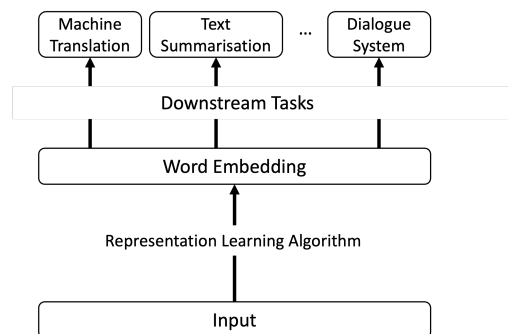 Machine
Translation
Text
Summarisation
...
Dialogue
System
Downstream Tasks
Word Embedding
Representation Learning Algorithm
Input